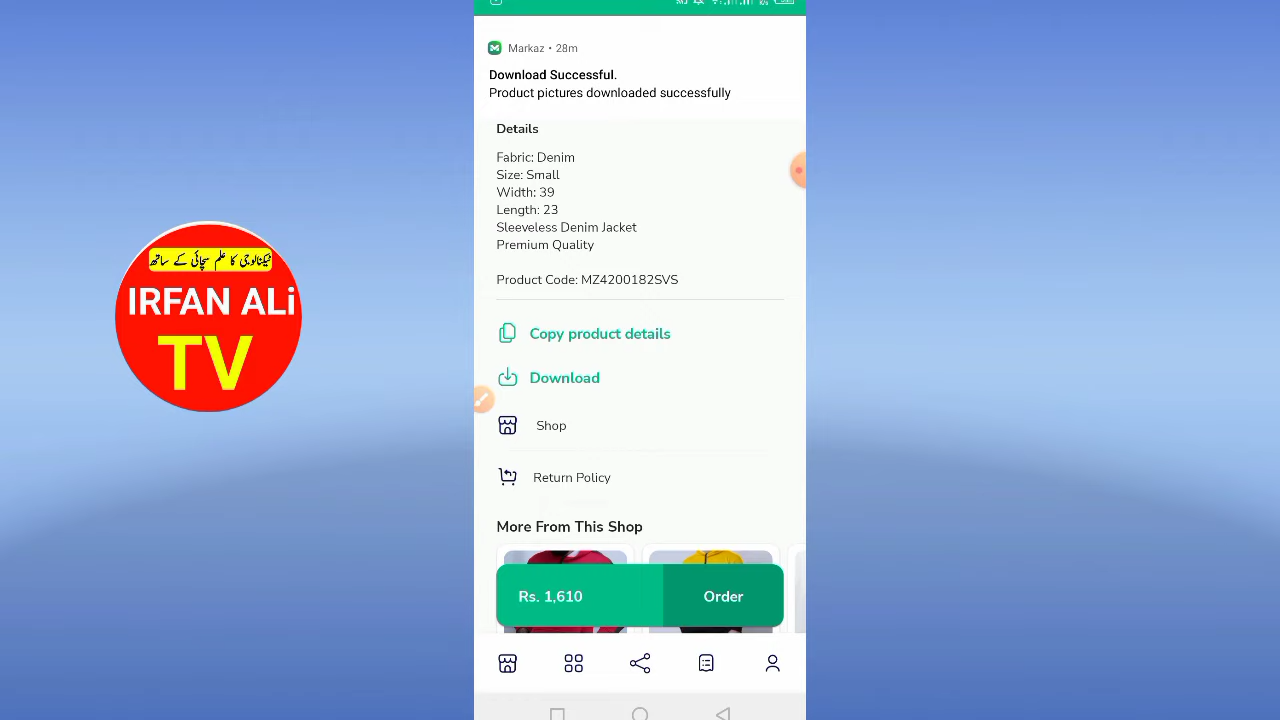 Markaz • 28m
Download Successful.
Product pictures downloaded successfully
Details
Fabric: Denim
Size: Small
Width: 39
Length: 23
Sleeveless Denim Jacket
Premium Quality
Product Code: MZ4200182SVS
Copy product details
Download
Shop
Return Policy
More From This Shop
Rs. 1,610
Order
ٹیکنالوجی کا علم سچائی کے ساتھ
IRFAN ALi
TV